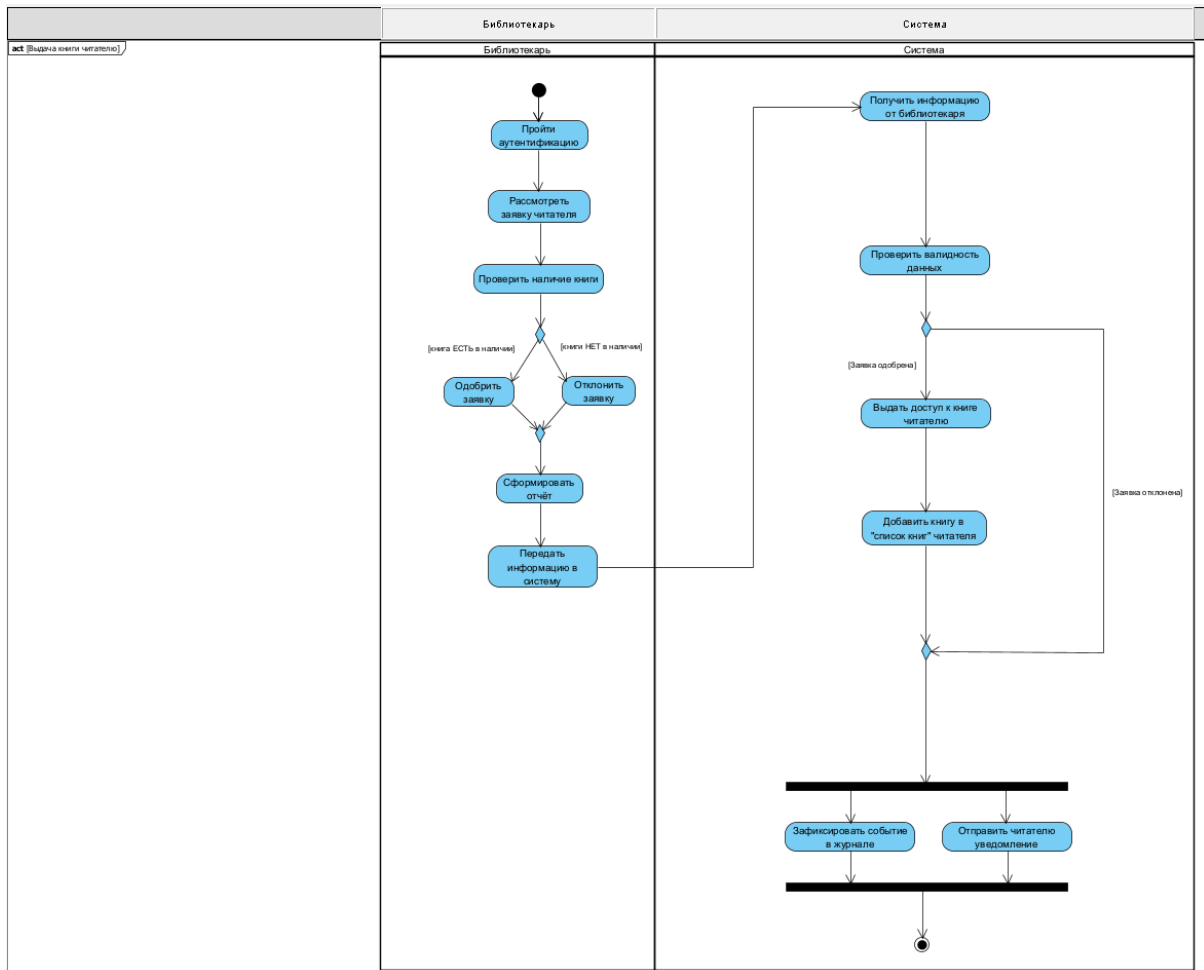 Библиотекарь
Система
act [Выдача книги читателю]
Библиотекарь
Система
Пройти
аутентификацию
Рассмотреть
заявку читателя
Проверить наличие книги
[книга ЕСТЬ в наличии]
[книги НЕТ в наличии]
Одобрить
заявку
Отклонить
заявку
Сформировать
отчёт
Передать
информацию в
систему
Получить информацию
от библиотекаря
Проверить валидность
данных
[Заявка одобрена]
Выдать доступ к книге
читателю
[Заявка отклонена]
Добавить книгу в
"список книг" читателя
Зафиксировать событие
в журнале
Отправить читателю
уведомление